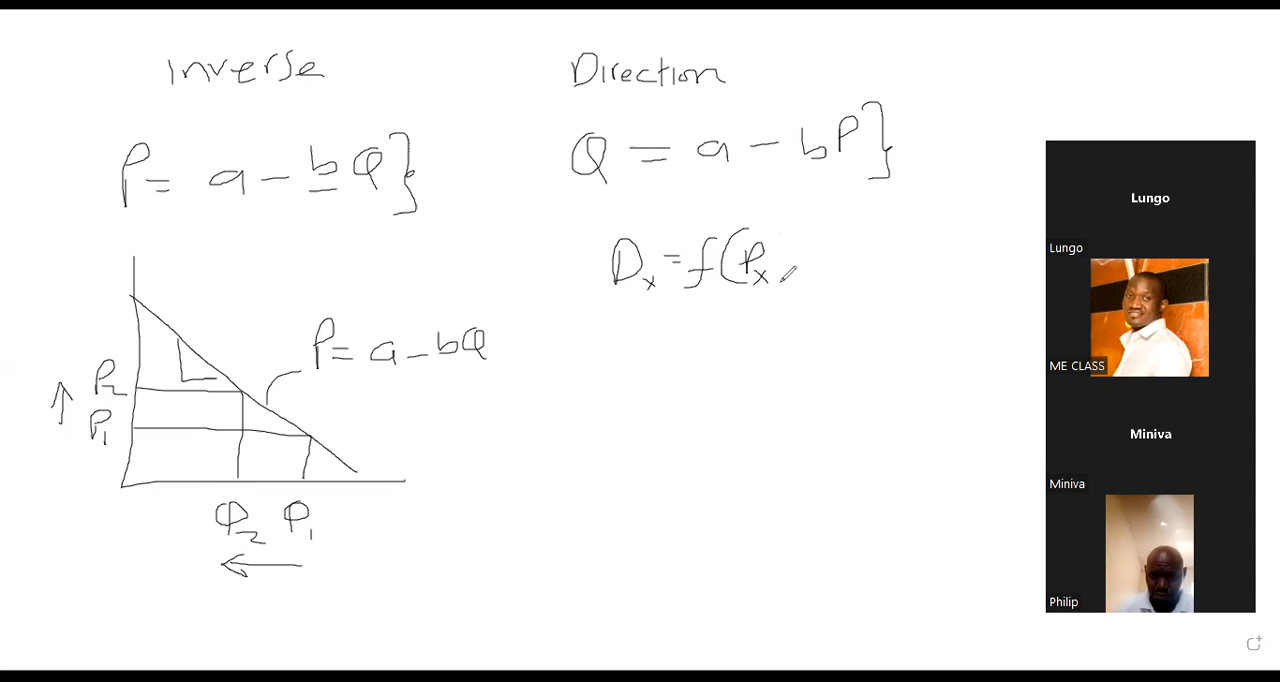 Inverse
Direction
P = a - bQ}
Q = a - bP}
Dx = f(Px,
P = a - bQ
↑ P2
P1
Q2 Q1
←
Lungo
Lungo
ME CLASS
Miniva
Miniva
Philip